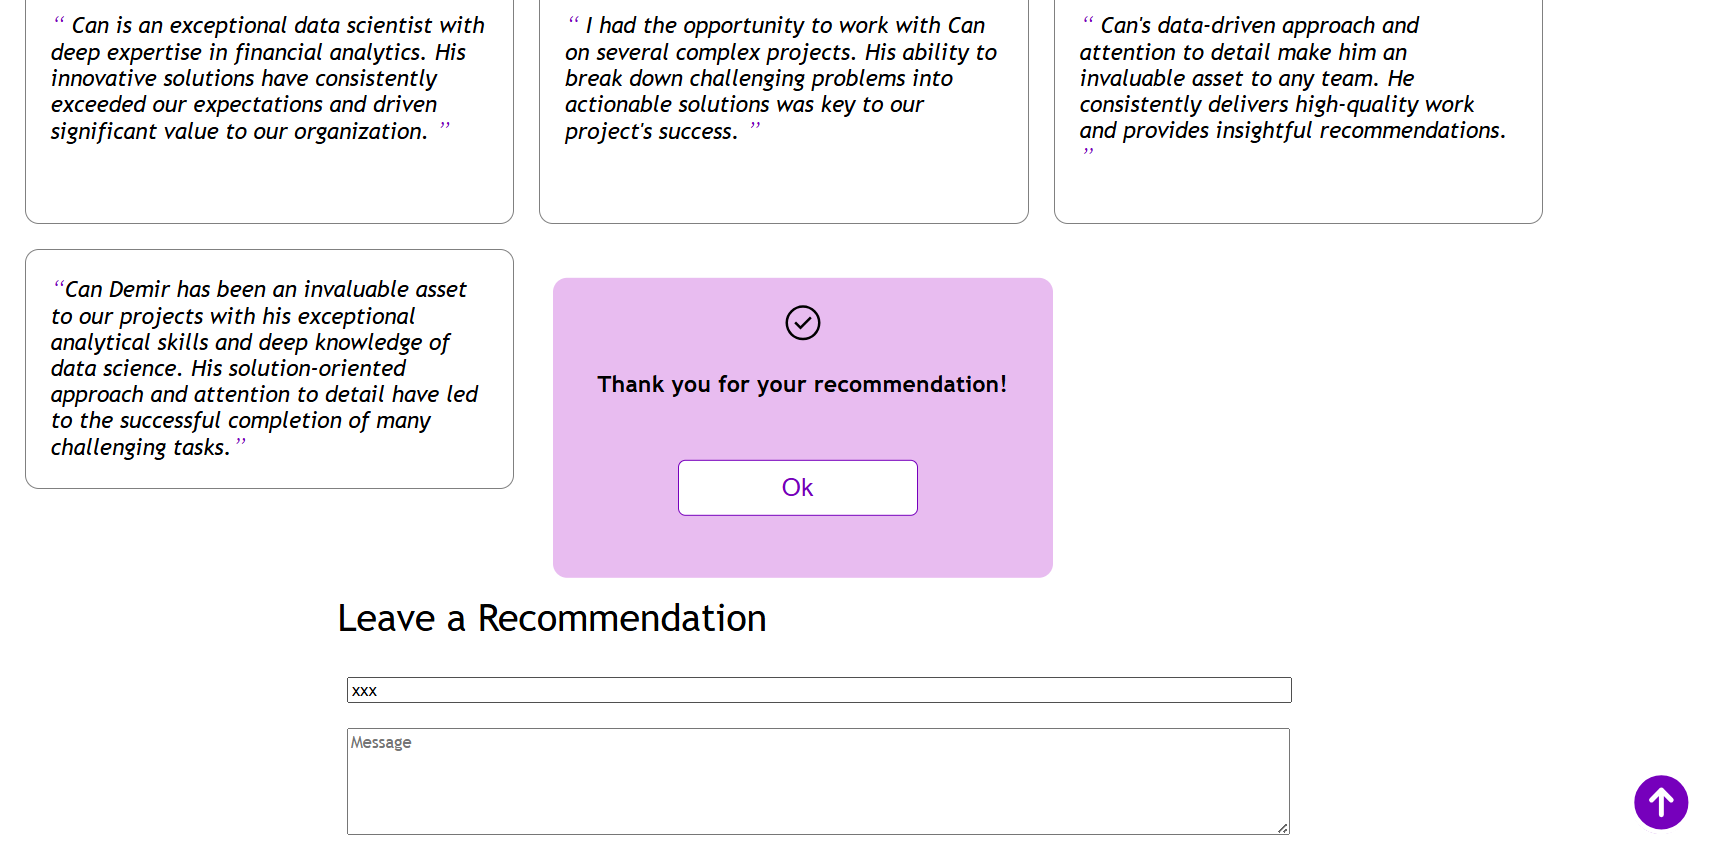 “ Can is an exceptional data scientist with
deep expertise in financial analytics. His
innovative solutions have consistently
exceeded our expectations and driven
significant value to our organization. ”
“ I had the opportunity to work with Can
on several complex projects. His ability to
break down challenging problems into
actionable solutions was key to our
project's success. ”
“ Can's data-driven approach and
attention to detail make him an
invaluable asset to any team. He
consistently delivers high-quality work
and provides insightful recommendations.
”
“Can Demir has been an invaluable asset
to our projects with his exceptional
analytical skills and deep knowledge of
data science. His solution-oriented
approach and attention to detail have led
to the successful completion of many
challenging tasks.”
Thank you for your recommendation!
Ok
Leave a Recommendation
xxx
Message